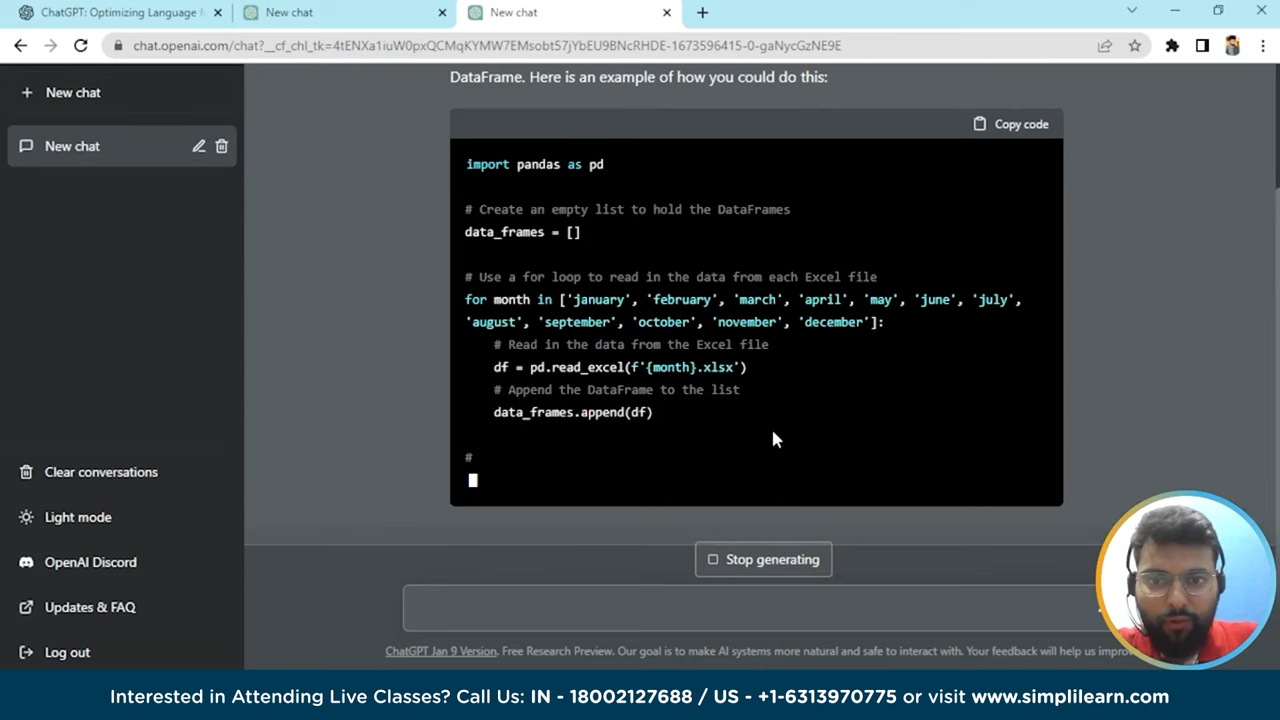 ChatGPT: Optimizing Language M
New chat
New chat
chat.openai.com/chat?__cf_chl_tk=4tENXa1iuW0pxQCMqKYMW7EMsobt57jYbEU9BNcRHDE-1673596415-0-gaNycGzNE9E
New chat
New chat
Clear conversations
Light mode
OpenAI Discord
Updates & FAQ
Log out
DataFrame. Here is an example of how you could do this:
Copy code
import pandas as pd
# Create an empty list to hold the DataFrames
data_frames = []
# Use a for loop to read in the data from each Excel file
for month in ['january', 'february', 'march', 'april', 'may', 'june', 'july',
'august', 'september', 'october', 'november', 'december']:
# Read in the data from the Excel file
df = pd.read_excel(f'{month}.xlsx')
# Append the DataFrame to the list
data_frames.append(df)
#
Stop generating
ChatGPT Jan 9 Version. Free Research Preview. Our goal is to make AI systems more natural and safe to interact with. Your feedback will help us improv
Interested in Attending Live Classes? Call Us: IN - 18002127688 / US - +1-6313970775 or visit www.simplilearn.com